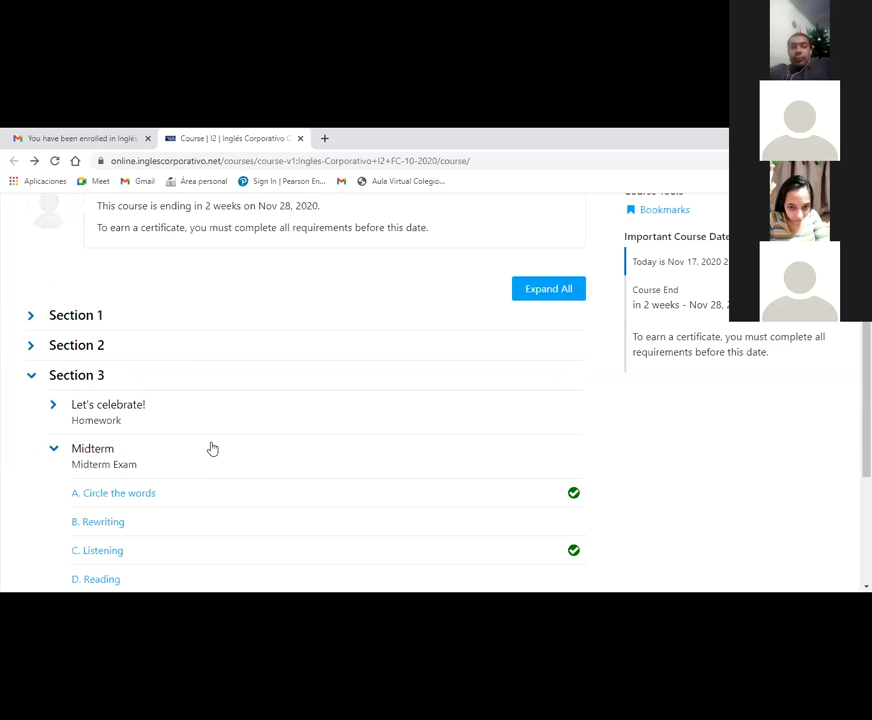 You have been enrolled in Inglés
Course | I2 | Inglés Corporativo C
online.inglescorporativo.net/courses/course-v1:Ingles-Corporativo+I2+FC-10-2020/course/
Aplicaciones
Meet
Gmail
Área personal
Sign In | Pearson En...
Aula Virtual Colegio...
This course is ending in 2 weeks on Nov 28, 2020.
To earn a certificate, you must complete all requirements before this date.
Course Tools
Bookmarks
Important Course Date
Today is Nov 17, 2020 2
Course End
in 2 weeks - Nov 28, 2
To earn a certificate, you must complete all
requirements before this date.
Expand All
Section 1
Section 2
Section 3
Let's celebrate!
Homework
Midterm
Midterm Exam
A. Circle the words
B. Rewriting
C. Listening
D. Reading